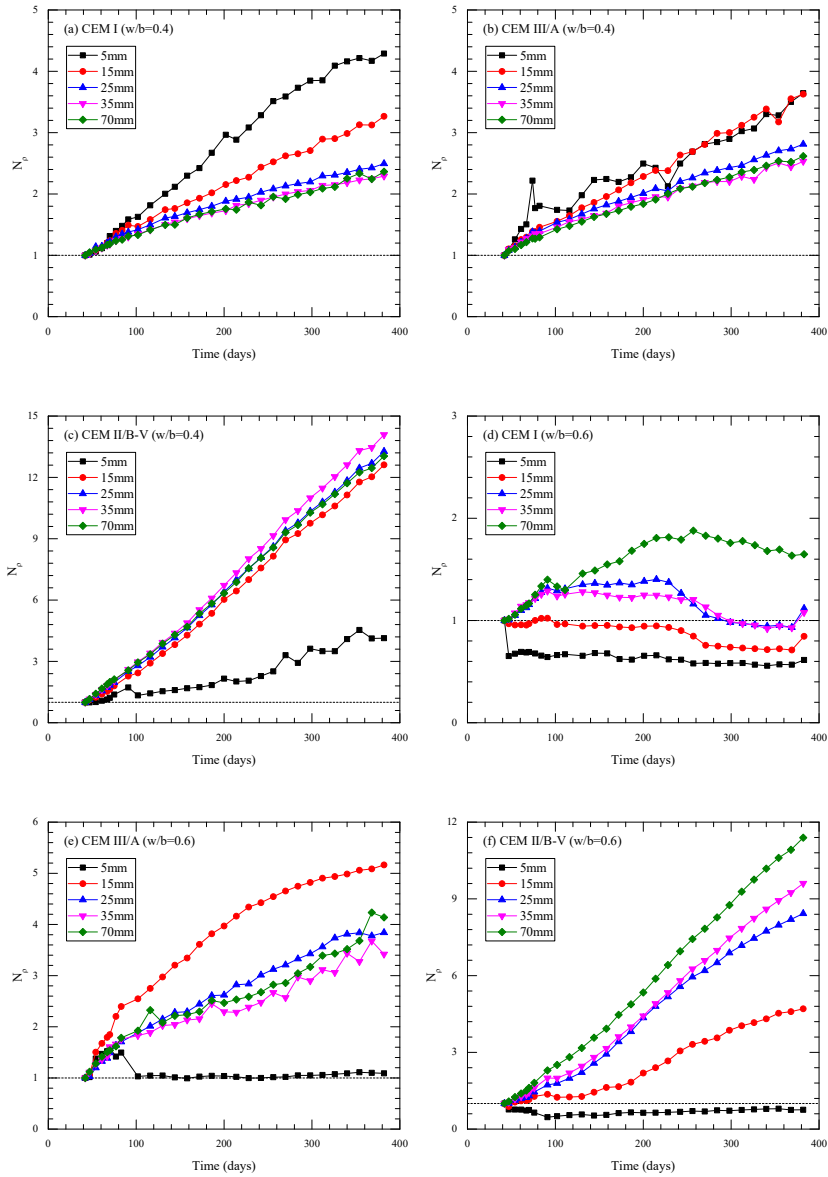 (a) CEM I (w/b=0.4)
5mm
15mm
25mm
35mm
70mm
5
4
3
2
1
0
Nρ
0 100 200 300 400
Time (days)
(b) CEM III/A (w/b=0.4)
5mm
15mm
25mm
35mm
70mm
5
4
3
2
1
0
Nρ
0 100 200 300 400
Time (days)
(c) CEM II/B-V (w/b=0.4)
5mm
15mm
25mm
35mm
70mm
15
12
9
6
3
0
Nρ
0 100 200 300 400
Time (days)
(d) CEM I (w/b=0.6)
5mm
15mm
25mm
35mm
70mm
3
2
1
0
Nρ
0 100 200 300 400
Time (days)
(e) CEM III/A (w/b=0.6)
5mm
15mm
25mm
35mm
70mm
6
5
4
3
2
1
0
Nρ
0 100 200 300 400
Time (days)
(f) CEM II/B-V (w/b=0.6)
5mm
15mm
25mm
35mm
70mm
12
9
6
3
0
Nρ
0 100 200 300 400
Time (days)